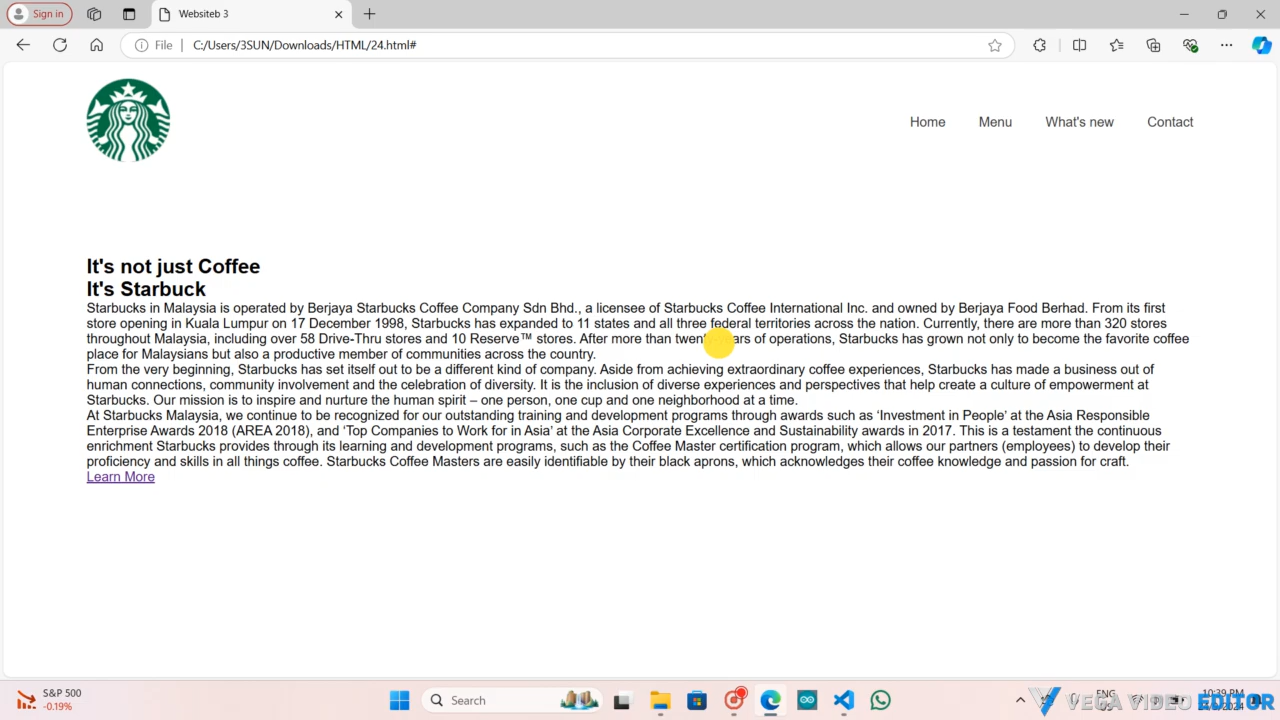 Sign in
Websiteb 3
File
C:/Users/3SUN/Downloads/HTML/24.html#
Home
Menu
What's new
Contact
It's not just Coffee
It's Starbuck
Starbucks in Malaysia is operated by Berjaya Starbucks Coffee Company Sdn Bhd., a licensee of Starbucks Coffee International Inc. and owned by Berjaya Food Berhad. From its first
store opening in Kuala Lumpur on 17 December 1998, Starbucks has expanded to 11 states and all three federal territories across the nation. Currently, there are more than 320 stores
throughout Malaysia, including over 58 Drive-Thru stores and 10 Reserve™ stores. After more than of operations, Starbucks has grown not only to become the favorite coffee
place for Malaysians but also a productive member of communities across the country.
From the very beginning, Starbucks has set itself out to be a different kind of company. Aside from achieving extraordinary coffee experiences, Starbucks has made a business out of
human connections, community involvement and the celebration of diversity. It is the inclusion of diverse experiences and perspectives that help create a culture of empowerment at
Starbucks. Our mission is to inspire and nurture the human spirit – one person, one cup and one neighborhood at a time.
At Starbucks Malaysia, we continue to be recognized for our outstanding training and development programs through awards such as ‘Investment in People’ at the Asia Responsible
Enterprise Awards 2018 (AREA 2018), and ‘Top Companies to Work for in Asia’ at the Asia Corporate Excellence and Sustainability awards in 2017. This is a testament the continuous
enrichment Starbucks provides through its learning and development programs, such as the Coffee Master certification program, which allows our partners (employees) to develop their
proficiency and skills in all things coffee. Starbucks Coffee Masters are easily identifiable by their black aprons, which acknowledges their coffee knowledge and passion for craft.
Learn More
S&P 500
-0.19%
Search
ENG
10:39 PM
VEGA VIDEO EDITOR